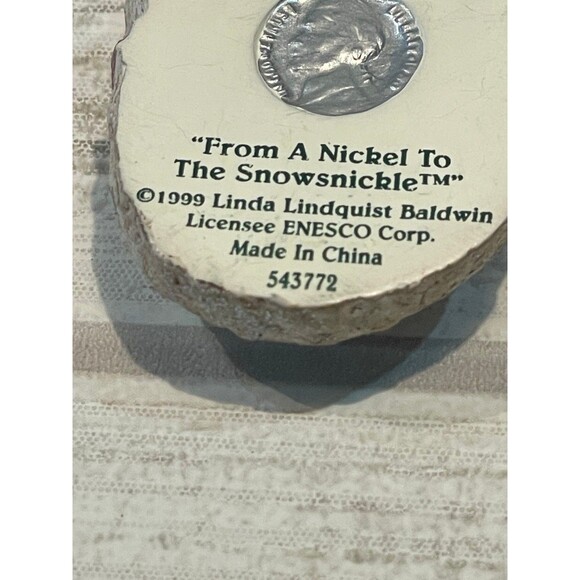 “From A Nickel To
The Snowsnickle™”
©1999 Linda Lindquist Baldwin
Licensee ENESCO Corp.
Made In China
543772